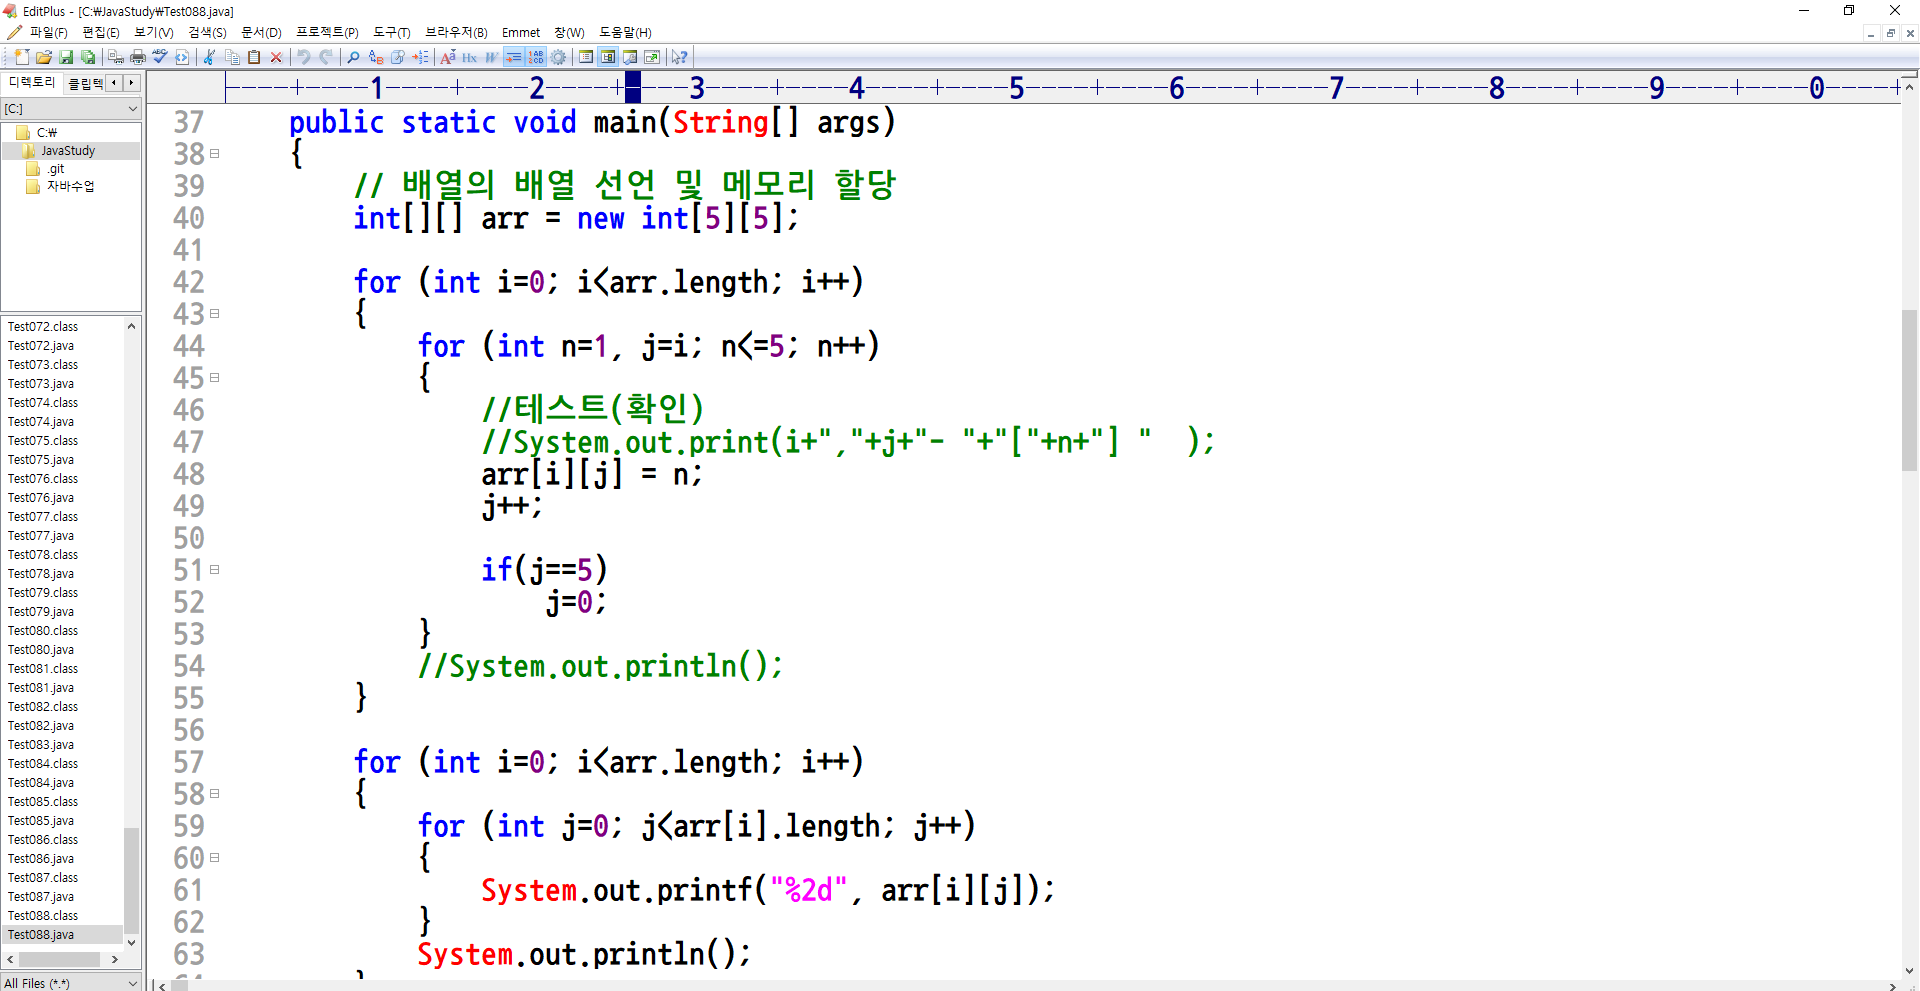 EditPlus - [C:₩JavaStudy₩Test088.java]
파일(F) 편집(E) 보기(V) 검색(S) 문서(D) 프로젝트(P) 도구(T) 브라우저(B) Emmet 창(W) 도움말(H)
디렉토리 클립텍
[C:]
C:₩
JavaStudy
.git
자바수업
Test072.class
Test072.java
Test073.class
Test073.java
Test074.class
Test074.java
Test075.class
Test075.java
Test076.class
Test076.java
Test077.class
Test077.java
Test078.class
Test078.java
Test079.class
Test079.java
Test080.class
Test080.java
Test081.class
Test081.java
Test082.class
Test082.java
Test083.java
Test084.class
Test084.java
Test085.class
Test085.java
Test086.class
Test086.java
Test087.class
Test087.java
Test088.class
Test088.java
All Files (*.*)
----+----1----+----2----+----3----+----4----+----5----+----6----+----7----+----8----+----9----+----0----+
37 public static void main(String[] args)
38 {
39 // 배열의 배열 선언 및 메모리 할당
40 int[][] arr = new int[5][5];
41
42 for (int i=0; i<arr.length; i++)
43 {
44 for (int n=1, j=i; n<=5; n++)
45 {
46 //테스트(확인)
47 //System.out.print(i+","+j+"- "+"["+n+"] "  );
48 arr[i][j] = n;
49 j++;
50
51 if(j==5)
52 j=0;
53 }
54 //System.out.println();
55 }
56
57 for (int i=0; i<arr.length; i++)
58 {
59 for (int j=0; j<arr[i].length; j++)
60 {
61 System.out.printf("%2d", arr[i][j]);
62 }
63 System.out.println();